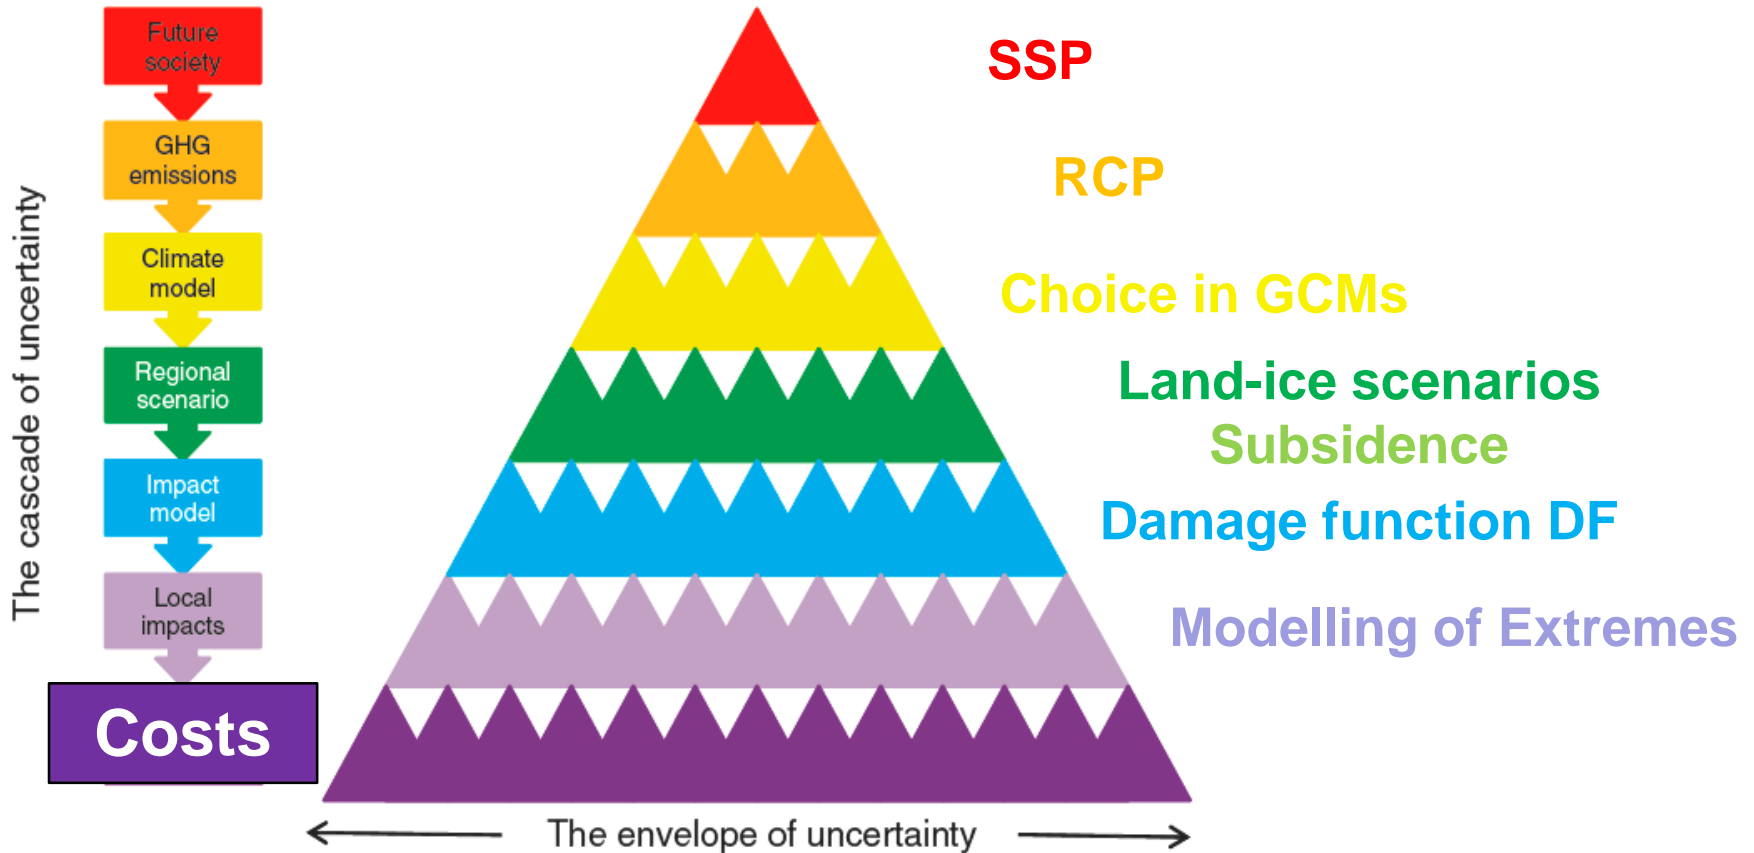 The cascade of uncertainty
Future
society
GHG
emissions
Climate
model
Regional
scenario
Impact
model
Local
impacts
Costs
SSP
RCP
Choice in GCMs
Land-ice scenarios
Subsidence
Damage function DF
Modelling of Extremes
The envelope of uncertainty